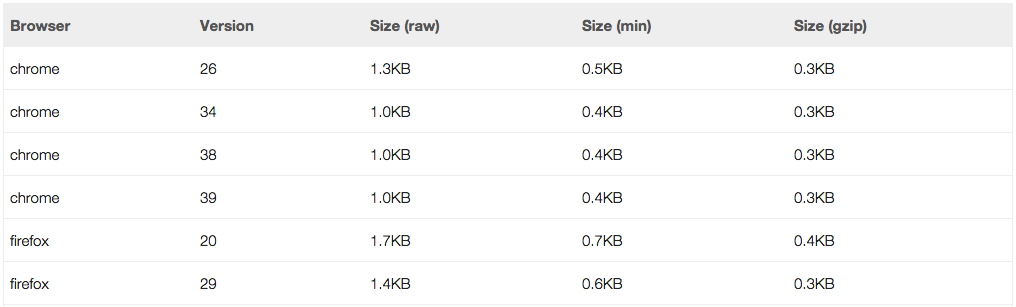 Browser Version Size (raw) Size (min) Size (gzip)
chrome 26 1.3KB 0.5KB 0.3KB
chrome 34 1.0KB 0.4KB 0.3KB
chrome 38 1.0KB 0.4KB 0.3KB
chrome 39 1.0KB 0.4KB 0.3KB
firefox 20 1.7KB 0.7KB 0.4KB
firefox 29 1.4KB 0.6KB 0.3KB